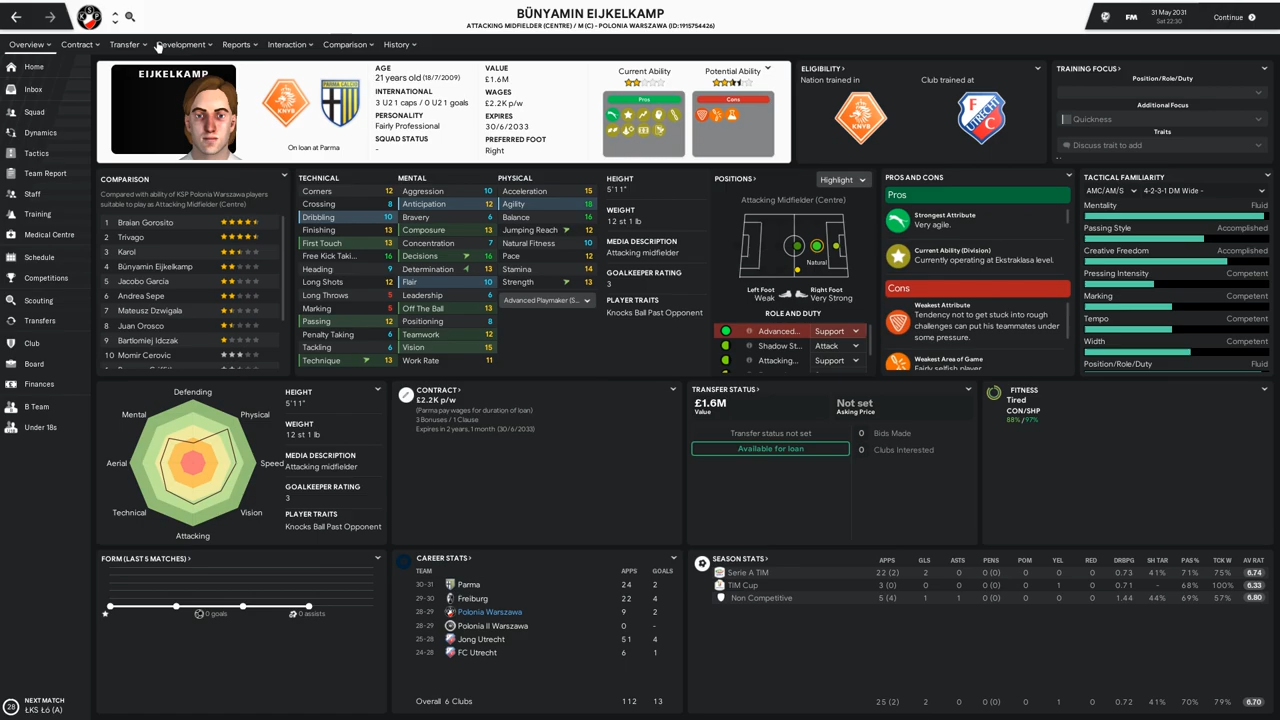 BÜNYAMIN EIJKELKAMP
ATTACKING MIDFIELDER (CENTRE) / M (C) - POLONIA WARSZAWA (ID:1915754426)
FM
31 May 2031
Sat 22:30
Continue
Overview Contract Transfer Development Reports Interaction Comparison History
Home
Inbox
Squad
Dynamics
Tactics
Team Report
Staff
Training
Medical Centre
Schedule
Competitions
Scouting
Transfers
Club
Board
Finances
B Team
Under 18s
NEXT MATCH
28
ŁKS Łó (A)
EIJKELKAMP
KNVB
On loan at Parma
AGE
21 years old (18/7/2009)
INTERNATIONAL
3 U21 caps / 0 U21 goals
PERSONALITY
Fairly Professional
SQUAD STATUS
-
VALUE
£1.6M
WAGES
£2.2K p/w
EXPIRES
30/6/2033
PREFERRED FOOT
Right
Current Ability
Pros
Potential Ability
Cons
ELIGIBILITY
Nation trained in
Club trained at
KNVB
UTRECHT
TRAINING FOCUS
Position/Role/Duty
Additional Focus
Quickness
Traits
Discuss trait to add
COMPARISON
Compared with ability of KSP Polonia Warszawa players
suitable to play as Attacking Midfielder (Centre)
1 Braian Gorosito
2 Trivago
3 Karol
4 Bünyamin Eijkelkamp
5 Jacobo Garcia
6 Andrea Sepe
7 Mateusz Dzwigala
8 Juan Orosco
9 Bartlomiej Idczak
10 Momir Cerovic
TECHNICAL
Corners 12
Crossing 8
Dribbling 10
Finishing 13
First Touch 13
Free Kick Taki... 16
Heading 9
Long Shots 12
Long Throws 5
Marking 5
Passing 12
Penalty Taking 6
Tackling 6
Technique 13
MENTAL
Aggression 10
Anticipation 12
Bravery 6
Composure 13
Concentration 7
Decisions 16
Determination 13
Flair 10
Leadership 6
Off The Ball 13
Positioning 8
Teamwork 12
Vision 15
Work Rate 11
PHYSICAL
Acceleration 15
Agility 18
Balance 16
Jumping Reach 12
Natural Fitness 10
Pace 12
Stamina 14
Strength 13
Advanced Playmaker (S...
HEIGHT
5'11"
WEIGHT
12 st 1 lb
MEDIA DESCRIPTION
Attacking midfielder
GOALKEEPER RATING
3
PLAYER TRAITS
Knocks Ball Past Opponent
POSITIONS
Highlight
Attacking Midfielder (Centre)
Natural
Left Foot
Weak
Right Foot
Very Strong
ROLE AND DUTY
Advanced... Support
Shadow St... Attack
Attacking... Support
PROS AND CONS
Pros
Strongest Attribute
Very agile.
Current Ability (Division)
Currently operating at Ekstraklasa level.
Cons
Weakest Attribute
Tendency not to get stuck into rough
challenges can put his teammates under
some pressure.
Weakest Area of Game
Fairly selfish player
TACTICAL FAMILIARITY
AMC/AM/S 4-2-3-1 DM Wide -
Mentality Fluid
Passing Style Accomplished
Creative Freedom Accomplished
Pressing Intensity Competent
Marking Competent
Tempo Competent
Width Competent
Position/Role/Duty Fluid
Defending
Physical
Speed
Vision
Attacking
Technical
Aerial
Mental
HEIGHT
5'11"
WEIGHT
12 st 1 lb
MEDIA DESCRIPTION
Attacking midfielder
GOALKEEPER RATING
3
PLAYER TRAITS
Knocks Ball Past Opponent
CONTRACT>
£2.2K p/w
(Parma pay wages for duration of loan)
3 Bonuses / 1 Clause
Expires in 2 years, 1 month (30/6/2033)
TRANSFER STATUS>
£1.6M
Value
Not set
Asking Price
Transfer status not set
Available for loan
0 Bids Made
0 Clubs Interested
FITNESS
Tired
CON/SHP
88% / 97%
FORM (LAST 5 MATCHES)>
0 goals
0 assists
CAREER STATS>
TEAM APPS GOALS
30-31 Parma 24 2
29-30 Freiburg 22 4
28-29 Polonia Warszawa 9 2
28-29 Polonia II Warszawa 0 -
25-28 Jong Utrecht 51 4
24-28 FC Utrecht 6 1
Overall 6 Clubs 112 13
SEASON STATS>
APPS GLS ASTS PENS POM YEL RED DRBPG SH TAR PAS % TCK W AV RAT
Serie A TIM 22 (2) 2 0 0 (0) 0 0 0 0.73 41% 71% 75% 6.74
TIM Cup 3 (0) 0 0 0 (0) 0 1 0 0.71 - 68% 100% 6.33
Non Competitive 5 (4) 1 1 0 (0) 0 0 0 1.44 44% 69% 57% 6.80
25 (2) 2 0 0 (0) 0 1 0 0.72 41% 70% 79% 6.70